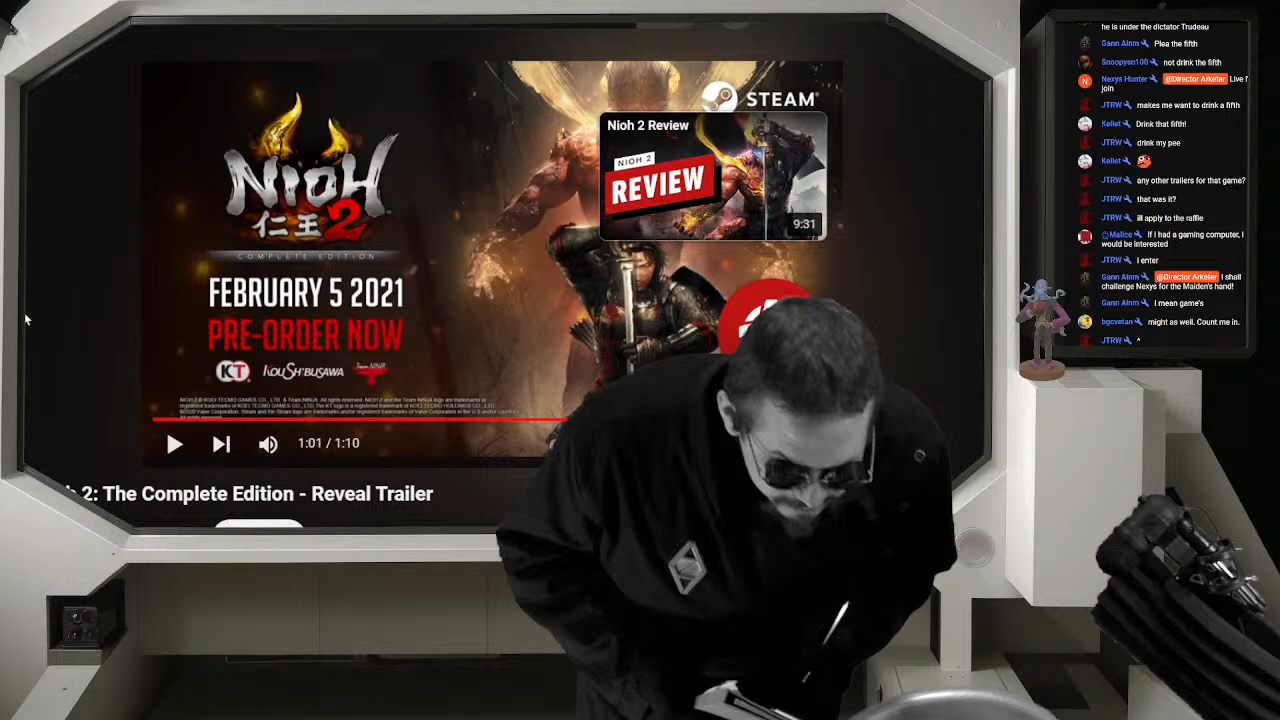 NIOH
仁王2
COMPLETE EDITION
FEBRUARY 5 2021
PRE-ORDER NOW
KT KOU SHIBUSAWA Team NINJA
STEAM
Nioh 2 Review
NIOH 2
REVIEW
9:31
1:01 / 1:10
h 2: The Complete Edition - Reveal Trailer
he is under the dictator Trudeau
Gann Ainm Plea the fifth
Snoopysn100 not drink the fifth
Nexys Hunter @Director Arketer Live
join
JTRW makes me want to drink a fifth
Kellet Drink that fifth!
JTRW drink my pee
Kellet
JTRW any other trailers for that game?
JTRW that was it?
JTRW ill apply to the raffle
Malice If I had a gaming computer, I
would be interested
JTRW I enter
Gann Ainm @Director Arketer I shall
challenge Nexys for the Maiden's hand!
Gann Ainm I mean game's
bgcvetan might as well. Count me in.
JTRW ^